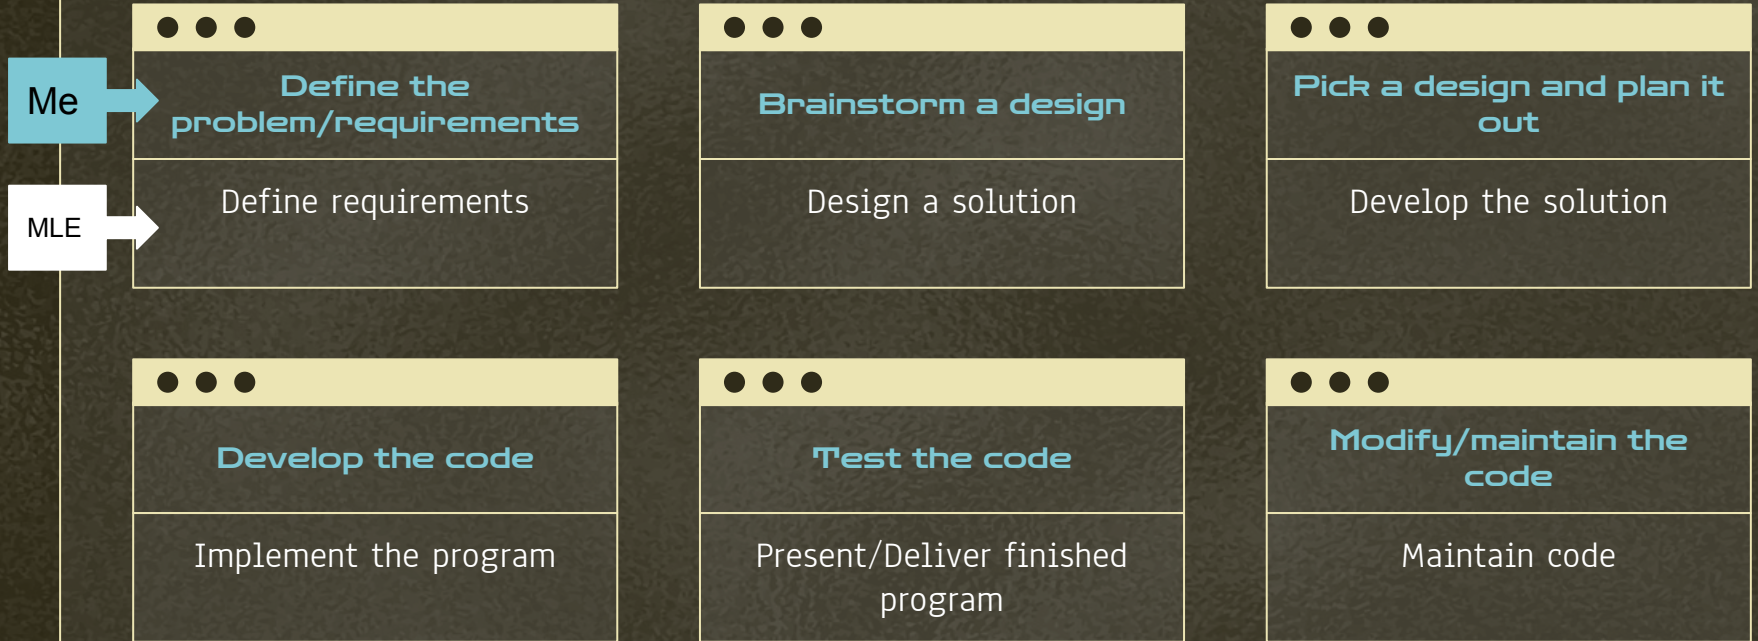 Me
Define the
problem/requirements
Brainstorm a design
Pick a design and plan it
out
MLE
Define requirements
Design a solution
Develop the solution
Develop the code
Test the code
Modify/maintain the
code
Implement the program
Present/Deliver finished
program
Maintain code